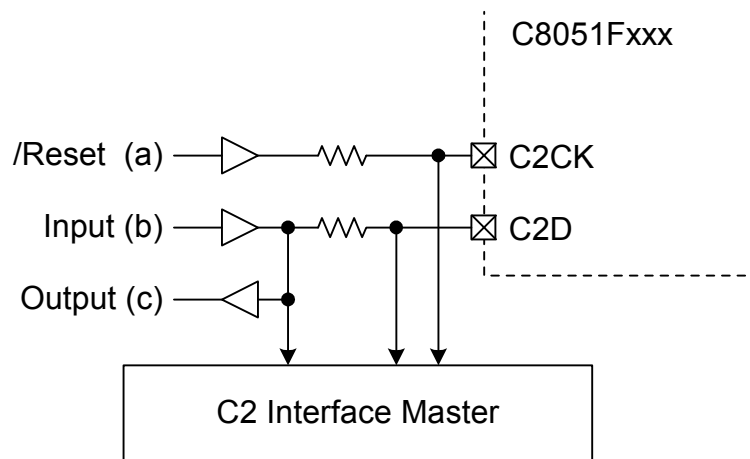 C8051Fxxx
/Reset (a)
C2CK
Input (b)
C2D
Output (c)
C2 Interface Master